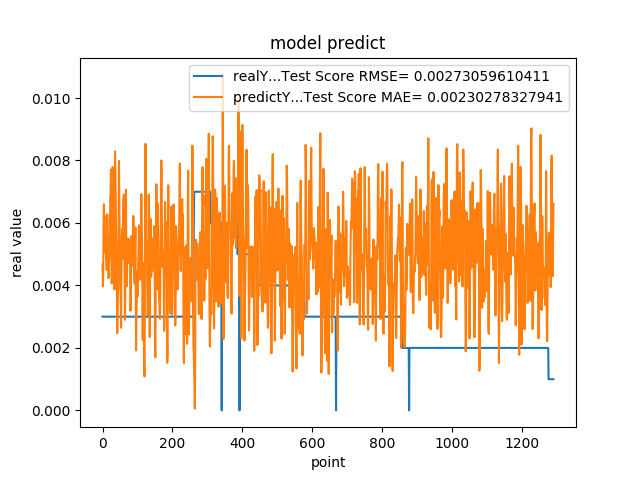 model predict
realY...Test Score RMSE= 0.00273059610411
predictY...Test Score MAE= 0.00230278327941
0.010
0.008
0.006
0.004
0.002
0.000
real value
0 200 400 600 800 1000 1200
point